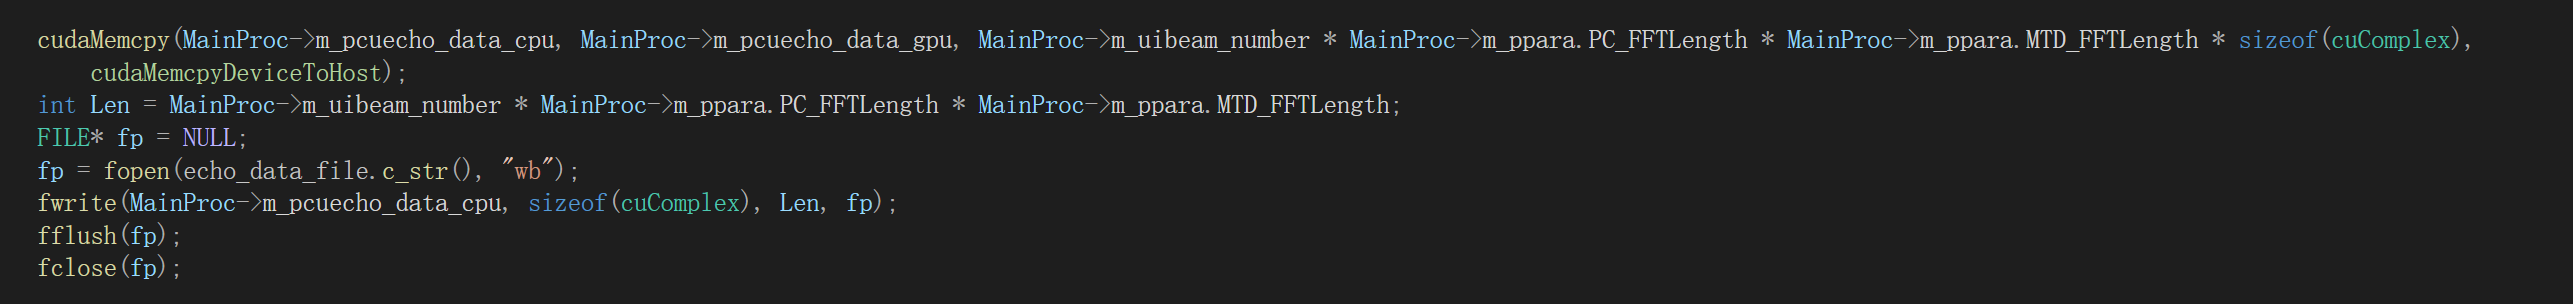 cudaMemcpy(MainProc->m_pcuecho_data_cpu, MainProc->m_pcuecho_data_gpu, MainProc->m_uibeam_number * MainProc->m_ppara.PC_FFTLength * MainProc->m_ppara.MTD_FFTLength * sizeof(cuComplex),
cudaMemcpyDeviceToHost);
int Len = MainProc->m_uibeam_number * MainProc->m_ppara.PC_FFTLength * MainProc->m_ppara.MTD_FFTLength;
FILE* fp = NULL;
fp = fopen(echo_data_file.c_str(), "wb");
fwrite(MainProc->m_pcuecho_data_cpu, sizeof(cuComplex), Len, fp);
fflush(fp);
fclose(fp);